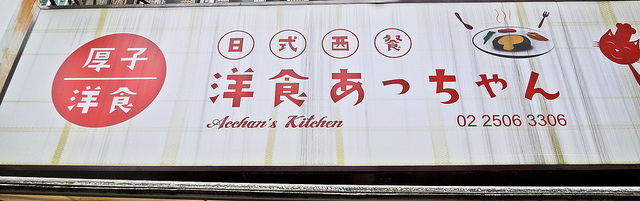 厚子
洋食
日式西餐
洋食あっちゃん
Acchan's Kitchen
02 2506 3306